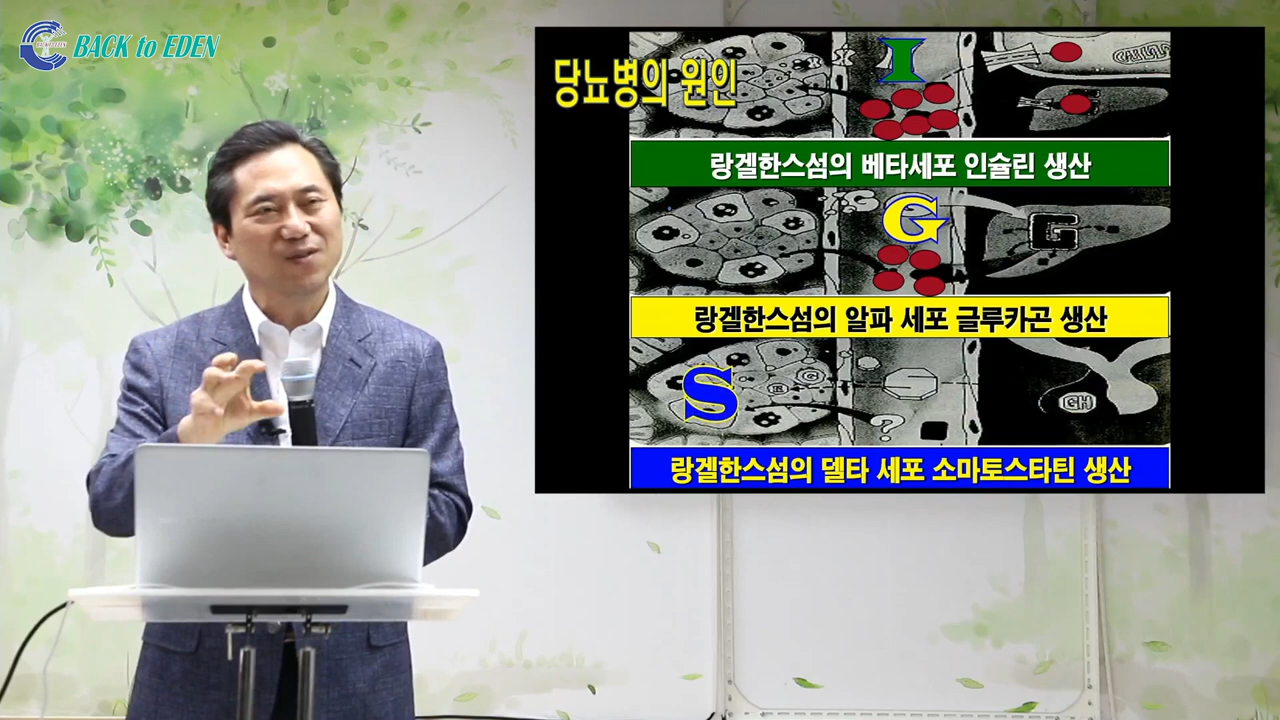 BACK to EDEN
당뇨병의 원인
I
랑겔한스섬의 베타세포 인슐린 생산
G
G
랑겔한스섬의 알파 세포 글루카곤 생산
S
G
?
GH
랑겔한스섬의 델타 세포 소마토스타틴 생산